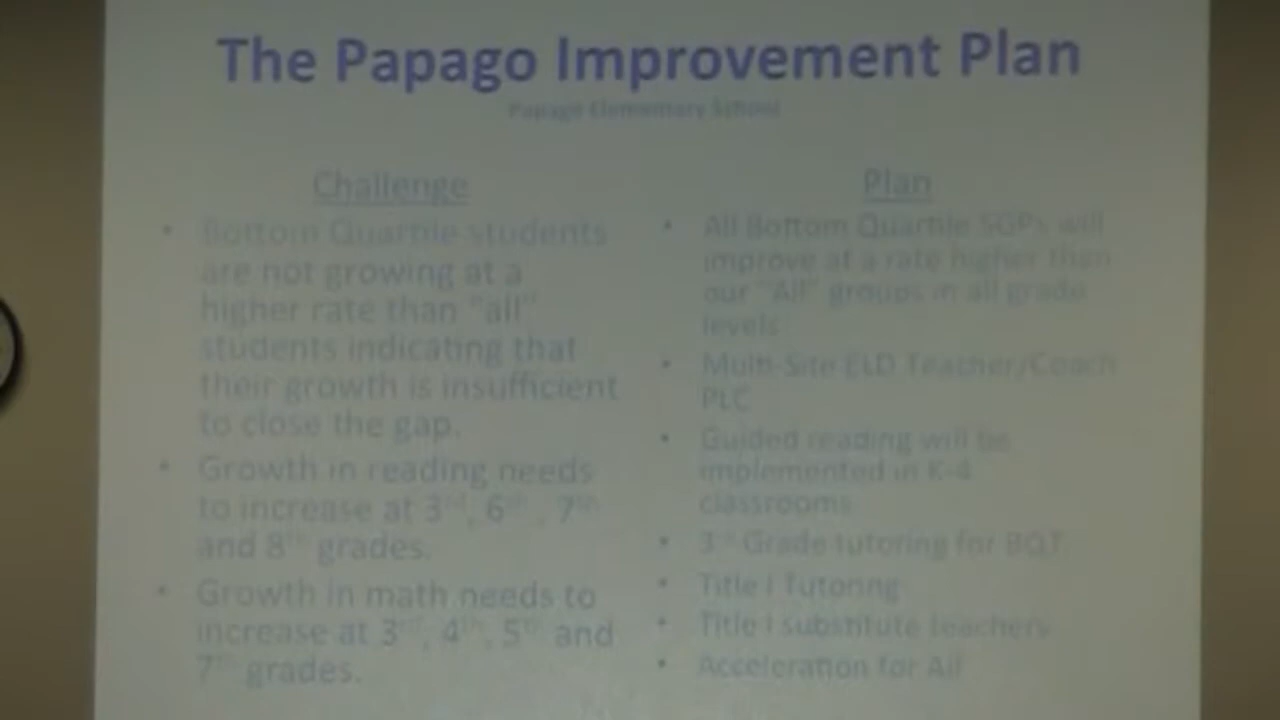 The Papago Improvement Plan
Papago Elementary School
Challenge
• Bottom Quartile students
are not growing at a
higher rate than "all"
students indicating that
their growth is insufficient
to close the gap.
• Growth in reading needs
to increase at 3rd, 6th, 7th
and 8th grades.
• Growth in math needs to
increase at 3rd, 4th, 5th and
7th grades.
Plan
• All Bottom Quartile SGPs will
improve at a rate higher than
our "All" groups in all grade
levels
• Multi-Site ELD Teacher/Coach
PLC
• Guided reading will be
implemented in K-4
classrooms
• 3rd Grade tutoring for BQT
• Title I Tutoring
• Title I substitute teachers
• Acceleration for All